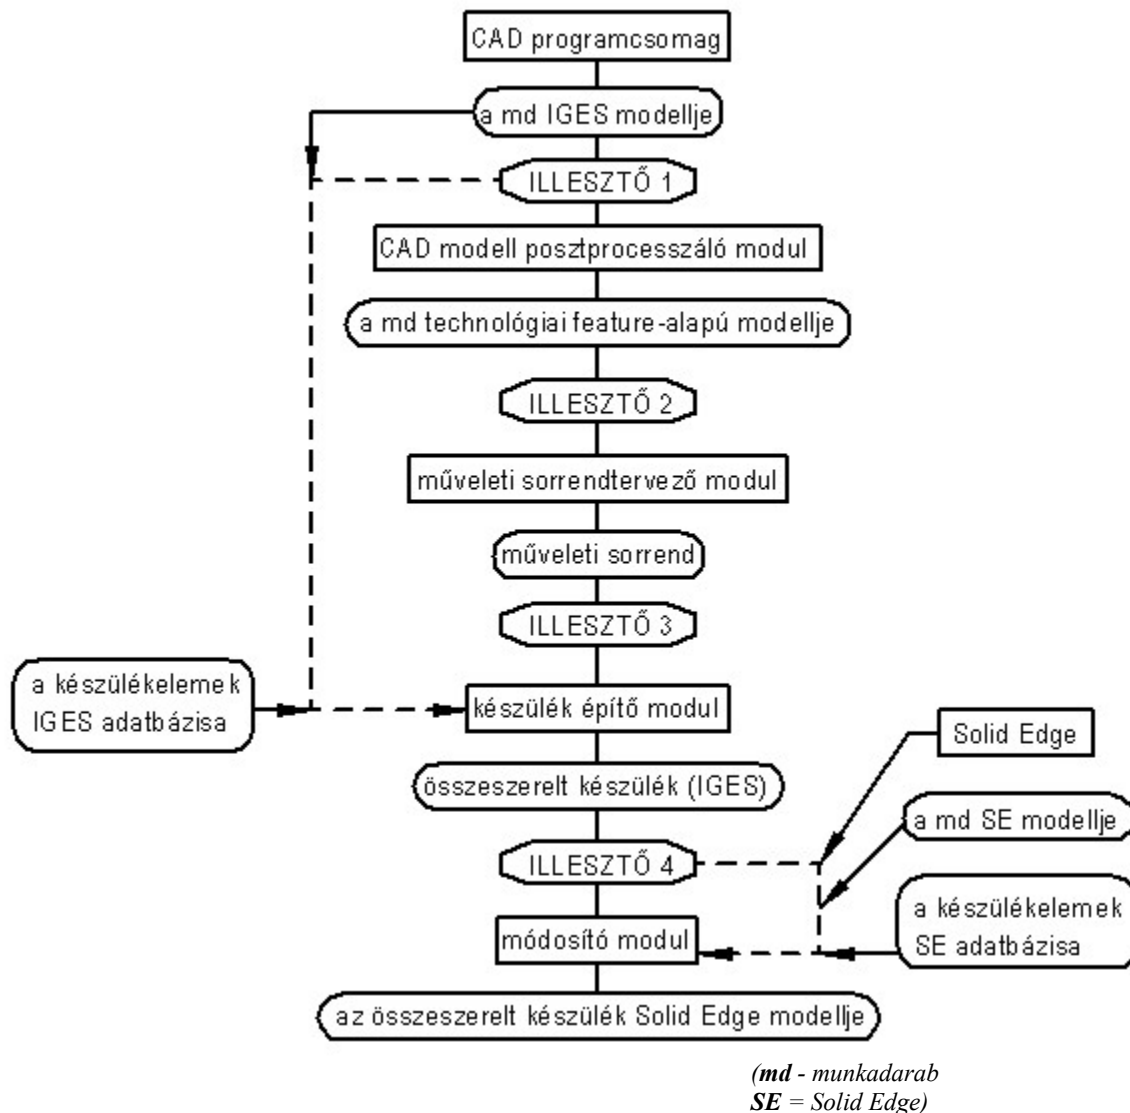 CAD programcsomag
a md IGES modellje
ILLESZTŐ 1
CAD modell posztprocesszáló modul
a md technológiai feature-alapú modellje
ILLESZTŐ 2
műveleti sorrendtervező modul
műveleti sorrend
ILLESZTŐ 3
a készülékelemek
IGES adatbázisa
készülék építő modul
Solid Edge
összeszerelt készülék (IGES)
a md SE modellje
ILLESZTŐ 4
a készülékelemek
SE adatbázisa
módosító modul
az összeszerelt készülék Solid Edge modellje
(md - munkadarab
SE = Solid Edge)